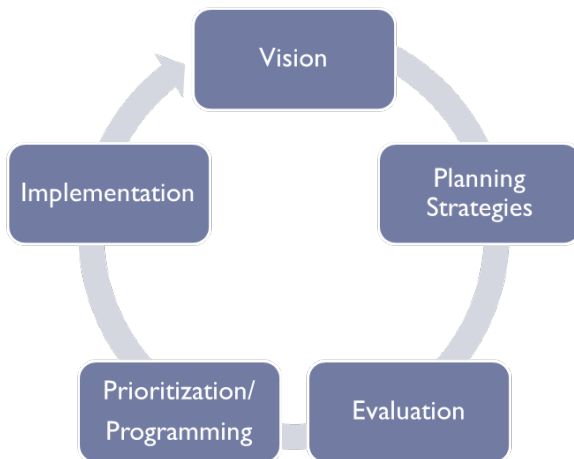 Vision
Planning
Strategies
Evaluation
Prioritization/
Programming
Implementation